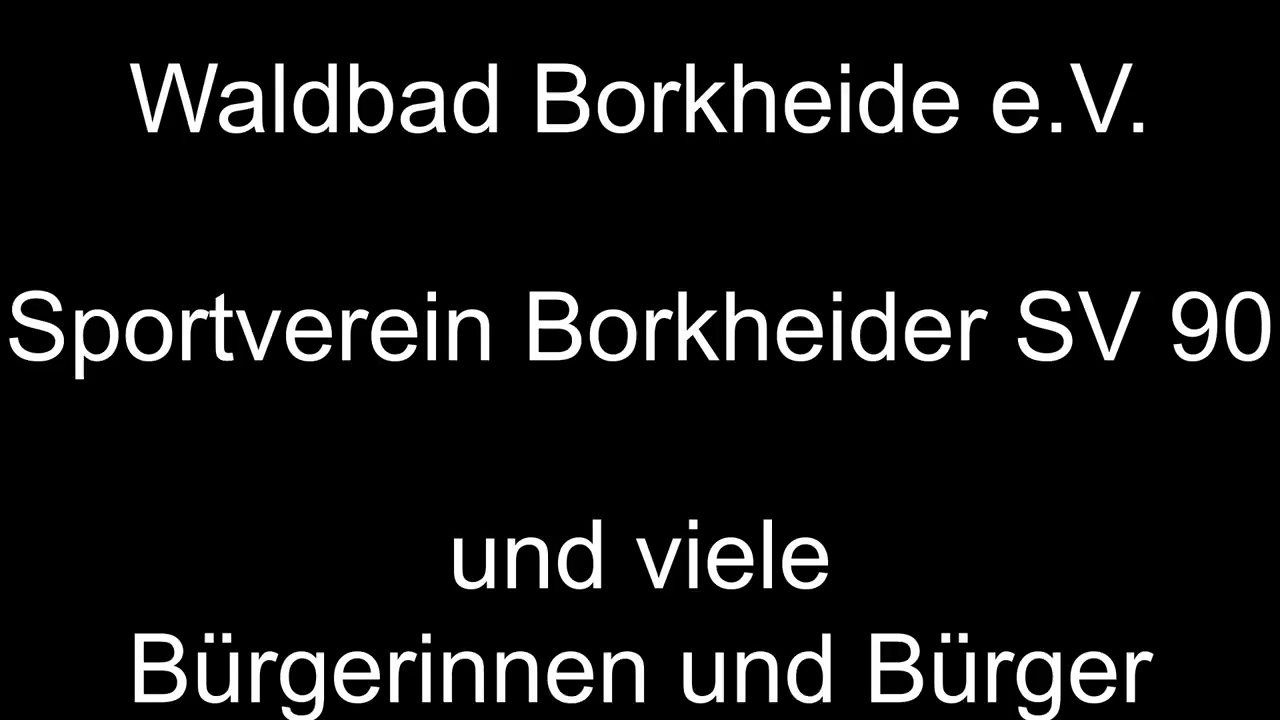 Waldbad Borkheide e.V.
Sportverein Borkheider SV 90
und viele
Bürgerinnen und Bürger